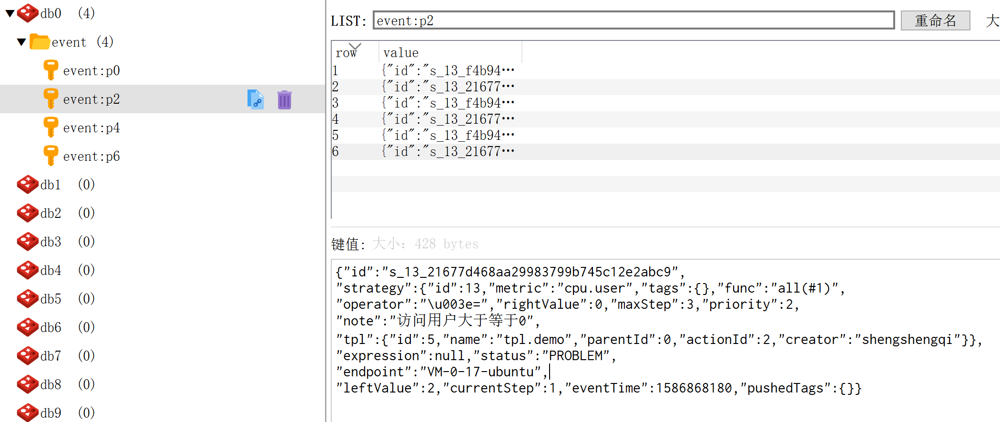 db0 (4)
event (4)
event:p0
event:p2
event:p4
event:p6
db1 (0)
db2 (0)
db3 (0)
db4 (0)
db5 (0)
db6 (0)
db7 (0)
db8 (0)
db9 (0)
LIST: event:p2 重命名 大
row value
1 {"id":"s_13_f4b94…
2 {"id":"s_13_21677…
3 {"id":"s_13_f4b94…
4 {"id":"s_13_21677…
5 {"id":"s_13_f4b94…
6 {"id":"s_13_21677…
键值: 大小: 428 bytes
{"id":"s_13_21677d468aa29983799b745c12e2abc9",
"strategy":{"id":13,"metric":"cpu.user","tags":{},"func":"all(#1)",
"operator":"\u003e=","rightValue":0,"maxStep":3,"priority":2,
"note":"访问用户大于等于0",
"tpl":{"id":5,"name":"tpl.demo","parentId":0,"actionId":2,"creator":"shengshengqi"}},
"expression":null,"status":"PROBLEM",
"endpoint":"VM-0-17-ubuntu",
"leftValue":2,"currentStep":1,"eventTime":1586868180,"pushedTags":{}}